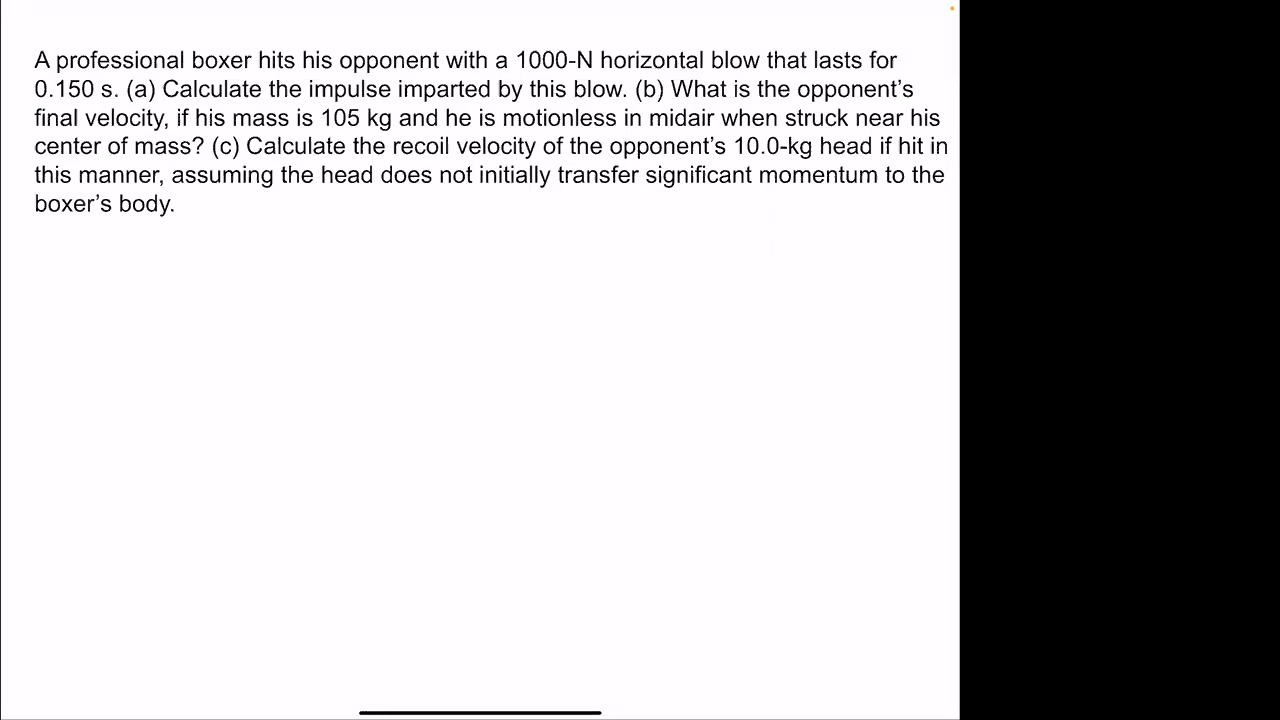 A professional boxer hits his opponent with a 1000-N horizontal blow that lasts for
0.150 s. (a) Calculate the impulse imparted by this blow. (b) What is the opponent’s
final velocity, if his mass is 105 kg and he is motionless in midair when struck near his
center of mass? (c) Calculate the recoil velocity of the opponent’s 10.0-kg head if hit in
this manner, assuming the head does not initially transfer significant momentum to the
boxer’s body.